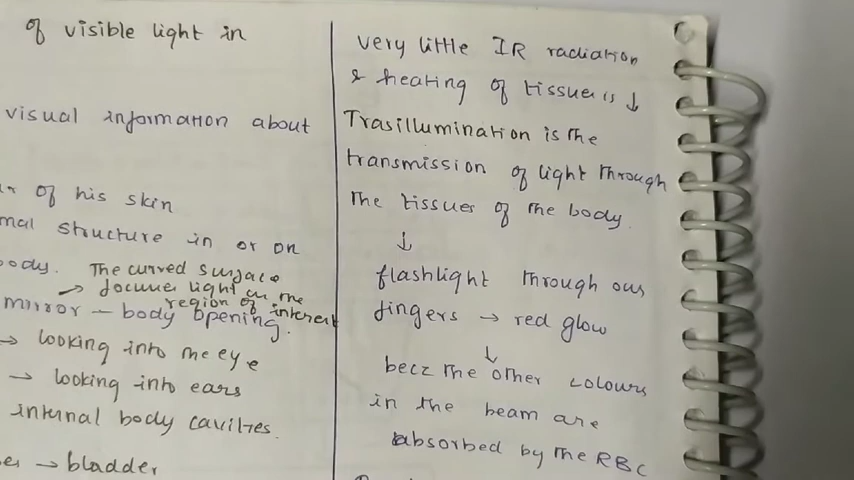 of visible light in
visual information about
of his skin
structure in or on
body. The curved surface
→ focuses light on the
region of interest
mirror – body opening.
→ looking into the eye
→ looking into ears
internal body cavities.
→ bladder
very little IR radiation
& heating of tissue is ↓
Trasillumination is the
transmission of light through
the tissues of the body.
↓
flashlight through our
fingers → red glow
↓
becz the other colours
in the beam are
absorbed by the RBC